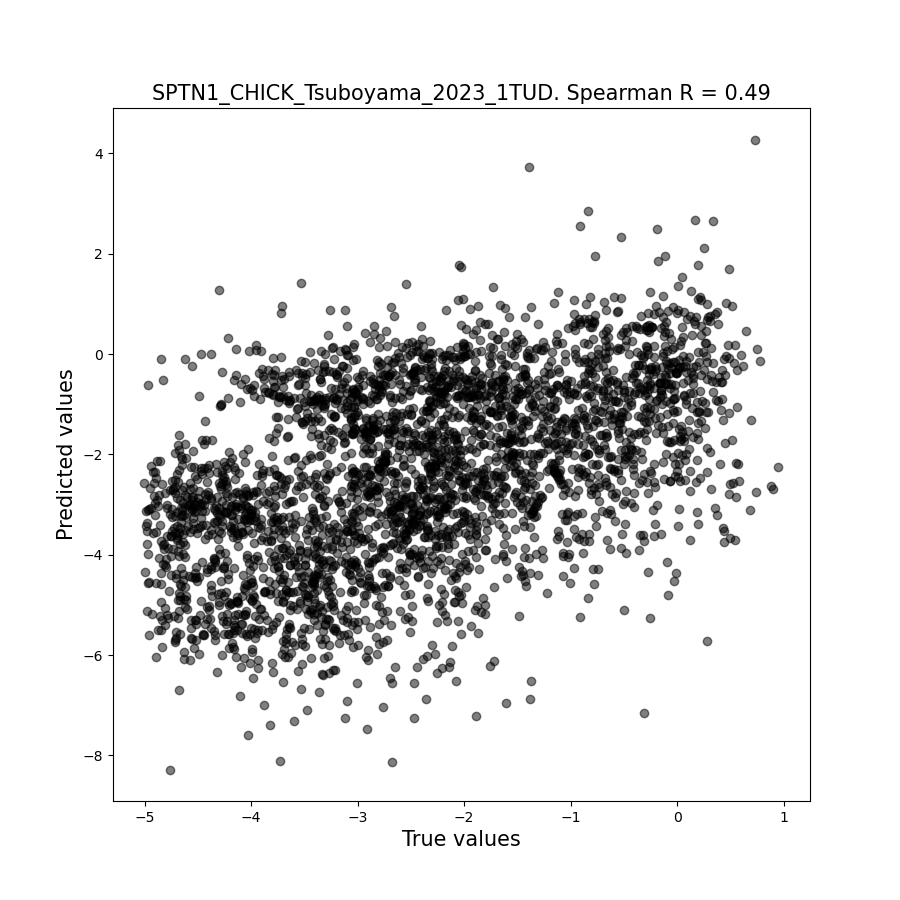 SPTN1_CHICK_Tsuboyama_2023_1TUD. Spearman R = 0.49
Predicted values
4
2
0
−2
−4
−6
−8
−5 −4 −3 −2 −1 0 1
True values